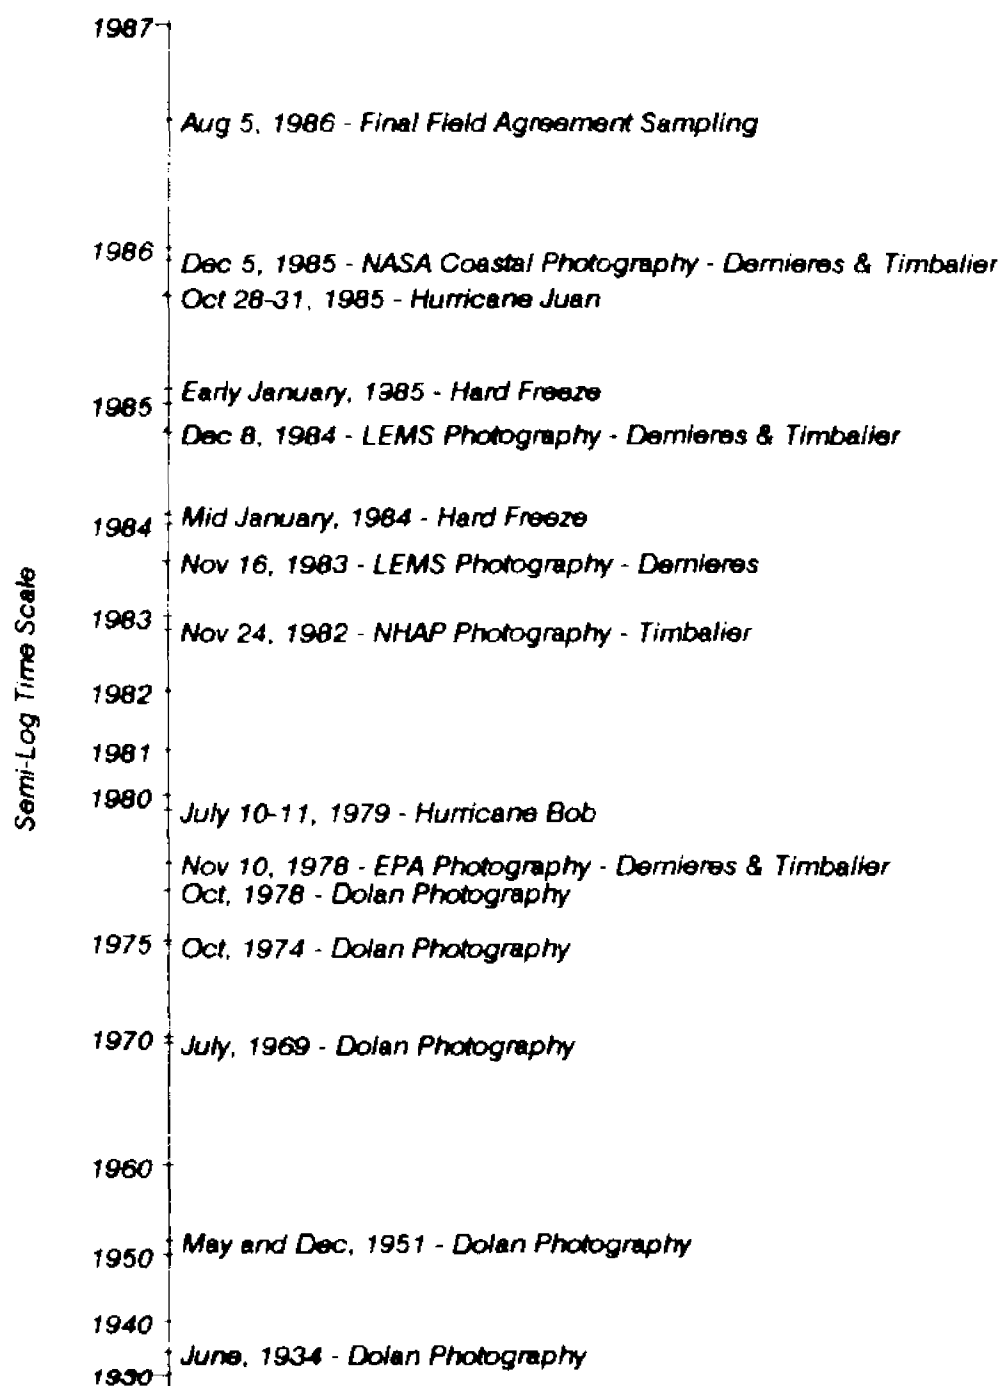 1987
Aug 5, 1986 - Final Field Agreement Sampling
1986
Dec 5, 1985 - NASA Coastal Photography - Dernieres & Timbalier
Oct 28-31, 1985 - Hurricane Juan
Early January, 1985 - Hard Freeze
1985
Dec 8, 1984 - LEMS Photography - Dernieres & Timbalier
Mid January, 1984 - Hard Freeze
1984
Nov 16, 1983 - LEMS Photography - Dernieres
1983
Nov 24, 1982 - NHAP Photography - Timbalier
Semi-Log Time Scale
1982
1981
1980
July 10-11, 1979 - Hurricane Bob
Nov 10, 1978 - EPA Photography - Dernieres & Timbalier
Oct, 1978 - Dolan Photography
1975
Oct, 1974 - Dolan Photography
1970
July, 1969 - Dolan Photography
1960
May and Dec, 1951 - Dolan Photography
1950
1940
June, 1934 - Dolan Photography
1930